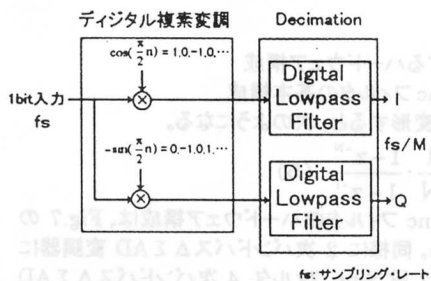 ディジタル複素変調
Decimation
cos(π/2 n) = 1,0,-1,0,…
1bit入力
fs
Digital
Lowpass
Filter
I
fs/M
-sin(π/2 n) = 0,-1,0,1,…
Digital
Lowpass
Filter
Q
fs:サンプリング・レート